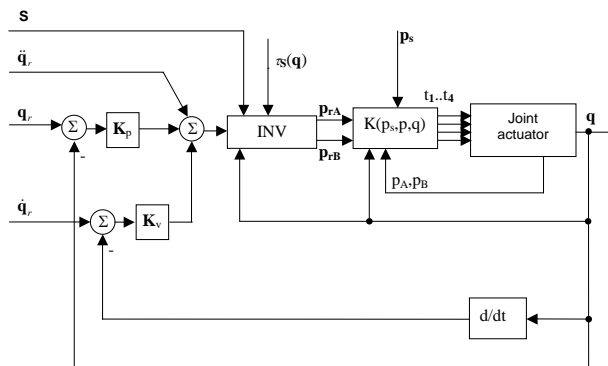 S
q̈r
τs(q)
ps
qr
Σ
Kp
Σ
INV
prA
prB
K(ps,p,q)
t1..t4
Joint
actuator
q
-
pA,pB
q̇r
Σ
Kv
-
d/dt